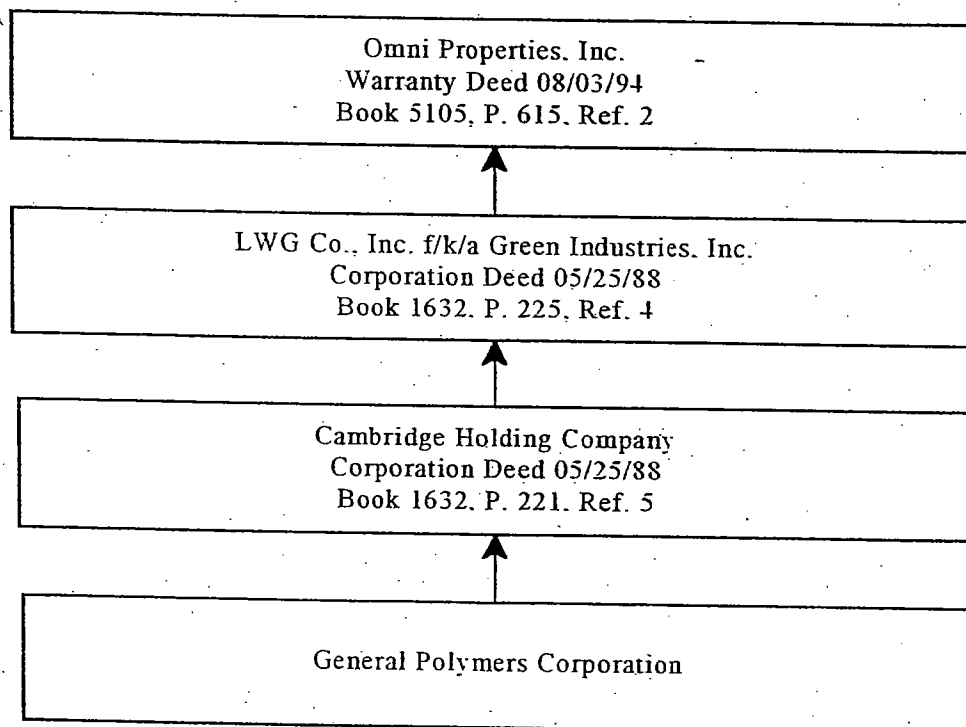 Omni Properties, Inc.
Warranty Deed 08/03/94
Book 5105, P. 615, Ref. 2
LWG Co., Inc. f/k/a Green Industries, Inc.
Corporation Deed 05/25/88
Book 1632, P. 225, Ref. 4
Cambridge Holding Company
Corporation Deed 05/25/88
Book 1632, P. 221, Ref. 5
General Polymers Corporation